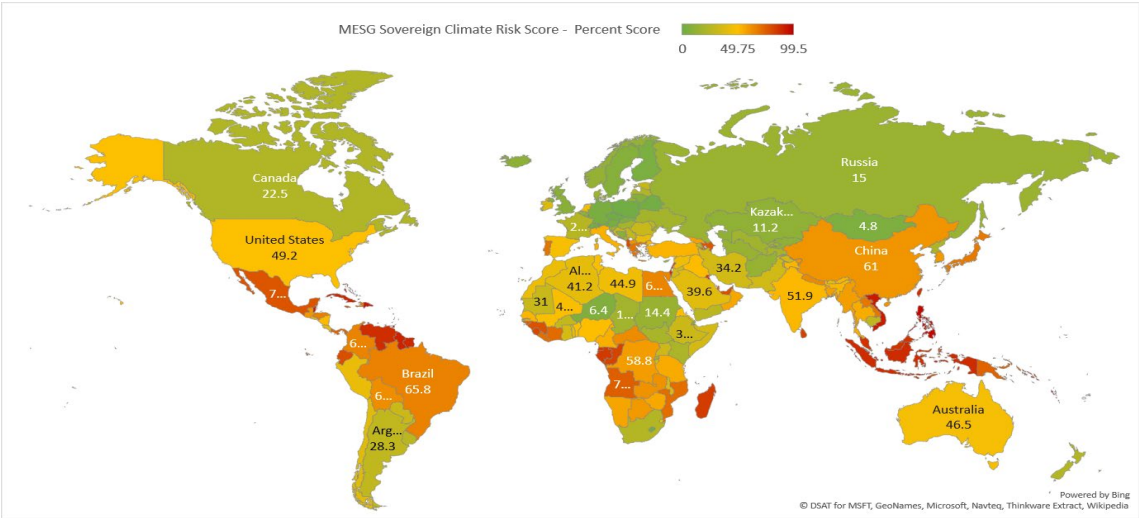 MESG Sovereign Climate Risk Score - Percent Score
0 49.75 99.5
Russia
15
Canada
22.5
Kazak...
11.2
4.8
2...
United States
49.2
China
61
34.2
Al...
41.2
44.9
6...
39.6
51.9
7...
31
4...
6.4
1...
14.4
3...
6...
58.8
Brazil
65.8
7...
6...
Australia
46.5
Arg...
28.3
Powered by Bing
© DSAT for MSFT, GeoNames, Microsoft, Navteq, Thinkware Extract, Wikipedia